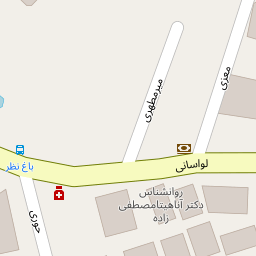 میرمطهری
معزی
لواسانی
باغ نظر
روانشناس
دکتر آناهیتامصطفی
زاده
حوری